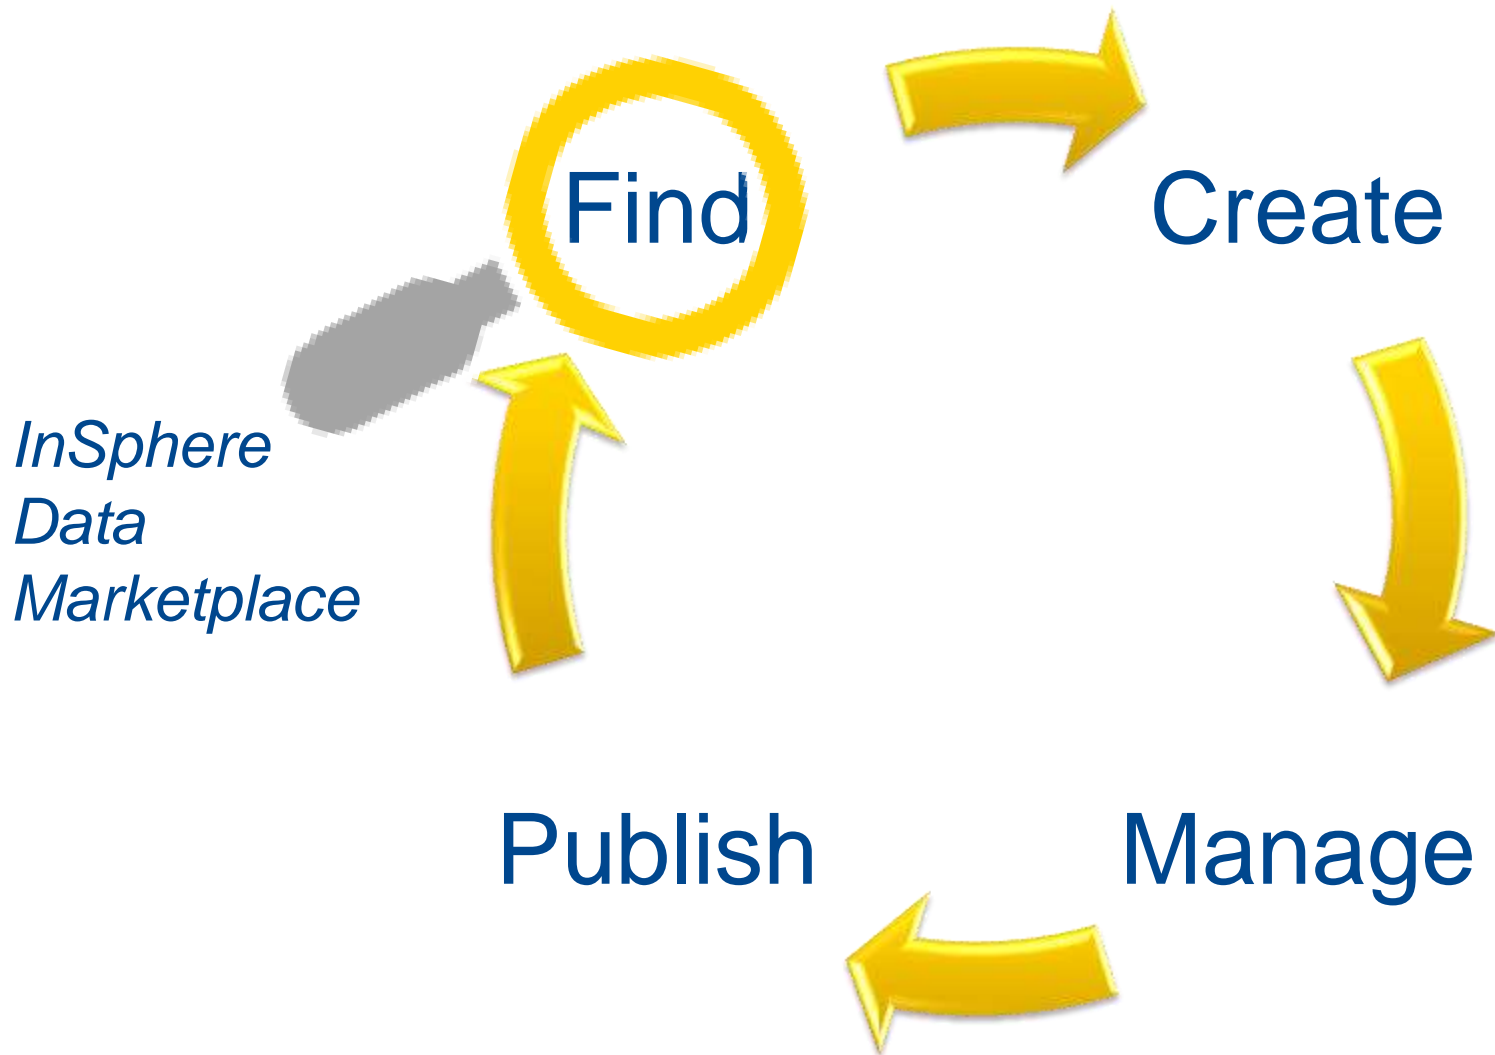 Find
Create
InSphere
Data
Marketplace
Publish
Manage